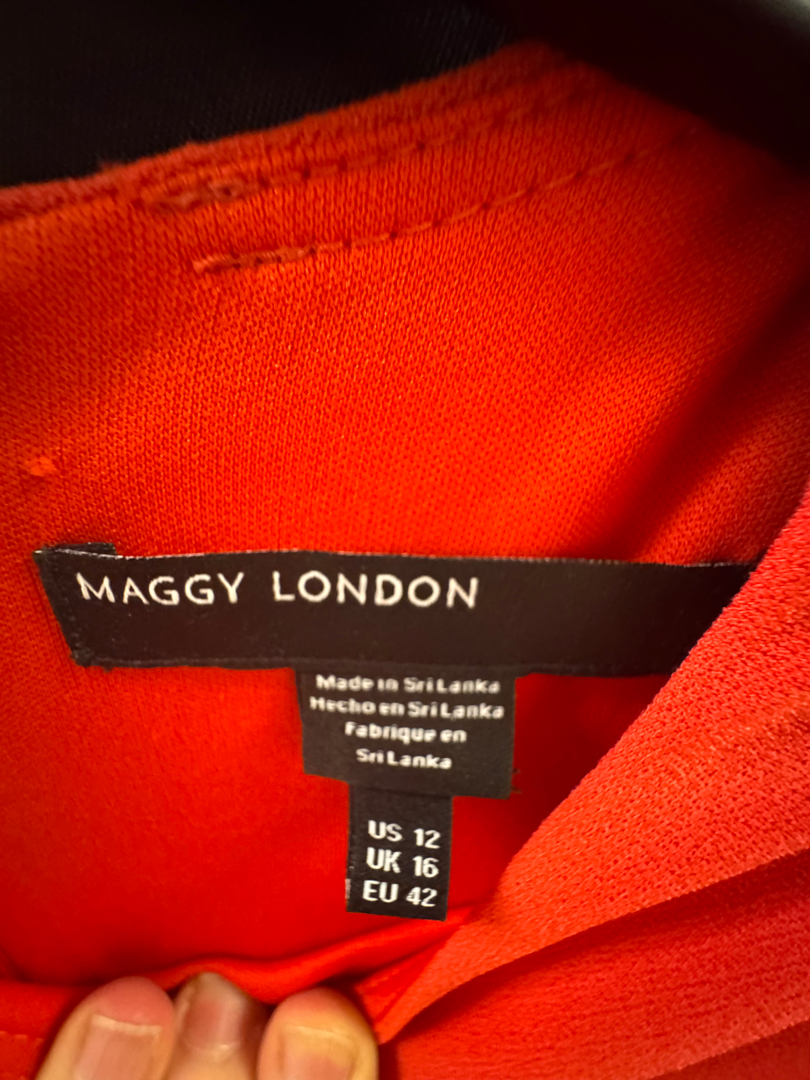 MAGGY LONDON
Made in Sri Lanka
Hecho en Sri Lanka
Fabrique en
Sri Lanka
US 12
UK 16
EU 42